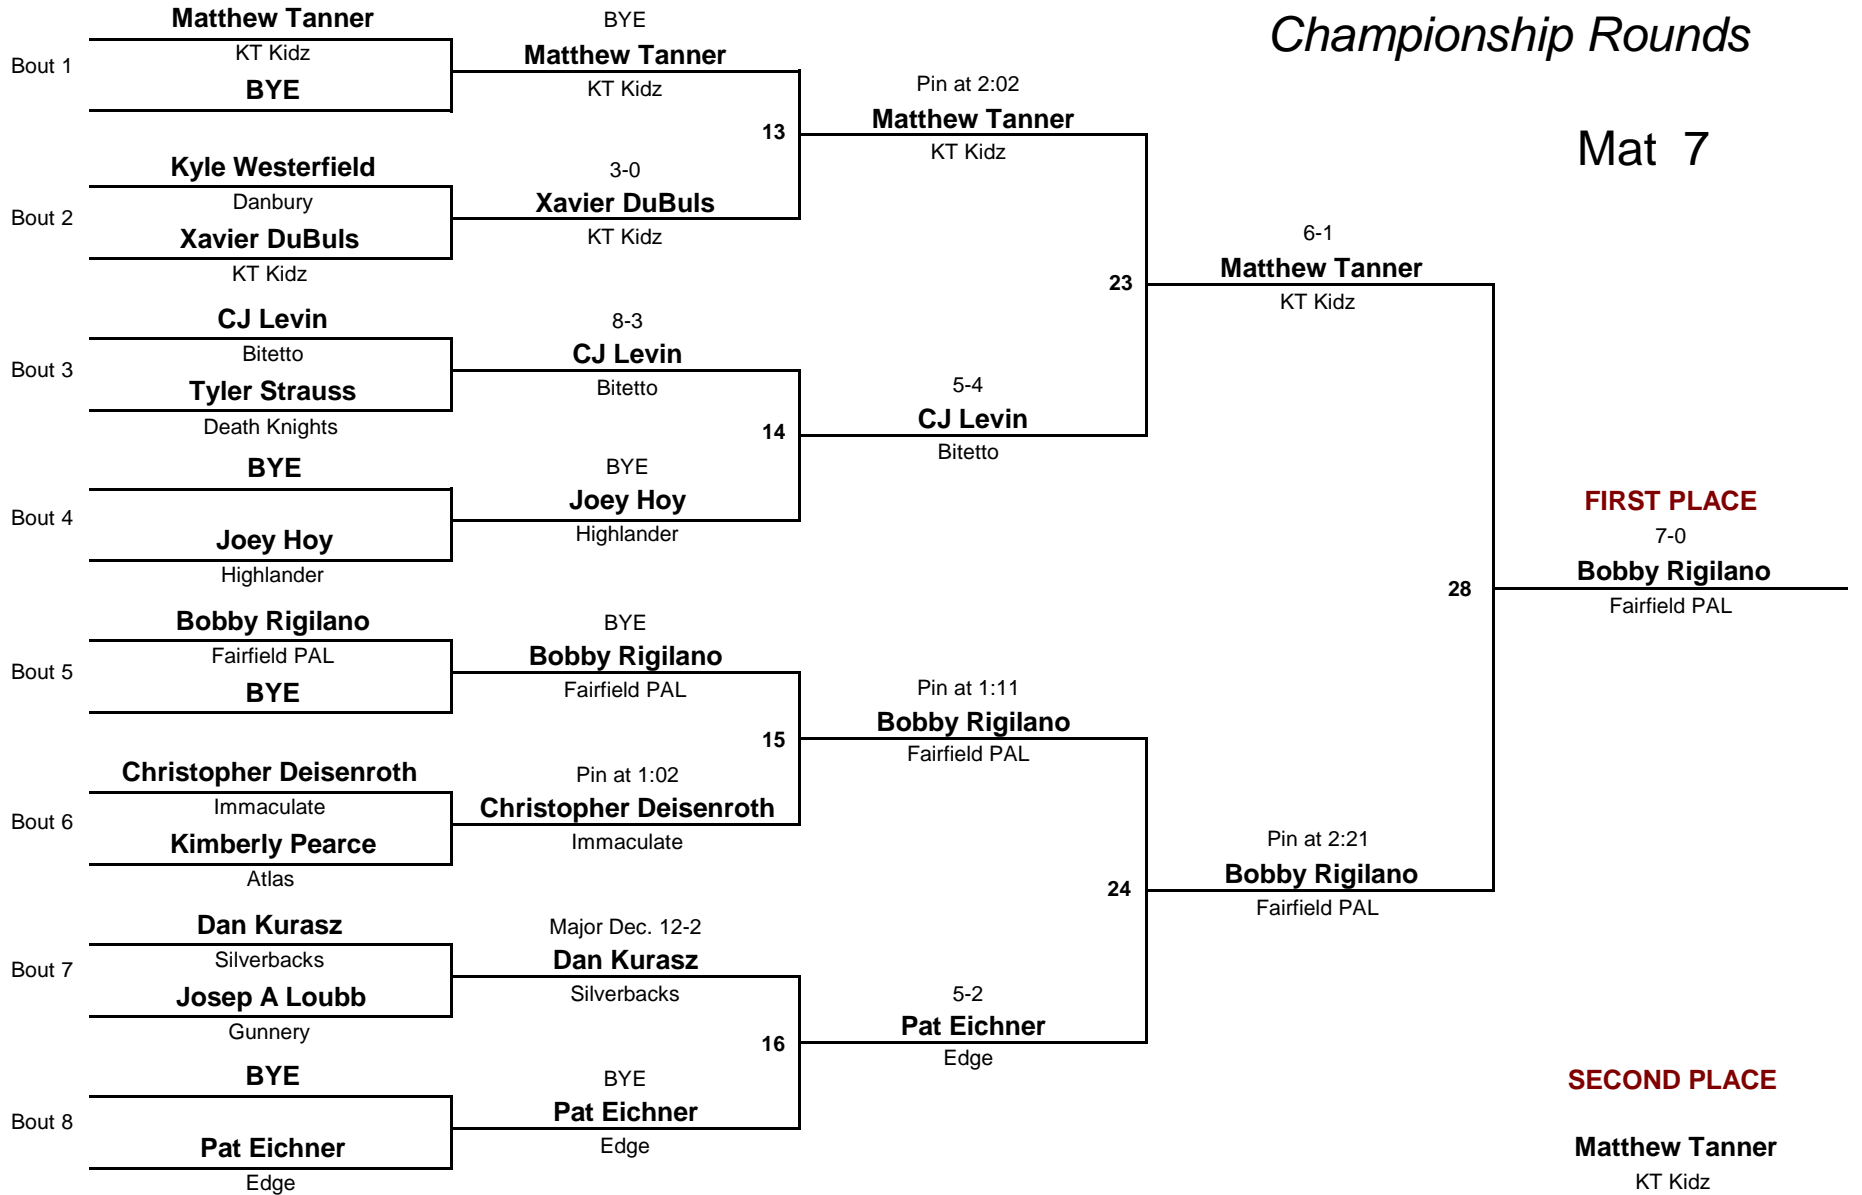 Championship Rounds
Mat 7
Matthew Tanner
Bout 1
KT Kidz
BYE
Kyle Westerfield
Bout 2
Danbury
Xavier DuBuls
KT Kidz
CJ Levin
Bout 3
Bitetto
Tyler Strauss
Death Knights
BYE
Bout 4
Joey Hoy
Highlander
Bobby Rigilano
Bout 5
Fairfield PAL
BYE
Christopher Deisenroth
Bout 6
Immaculate
Kimberly Pearce
Atlas
Dan Kurasz
Bout 7
Silverbacks
Josep A Loubb
Gunnery
BYE
Bout 8
Pat Eichner
Edge
BYE
Matthew Tanner
KT Kidz
13
3-0
Xavier DuBuls
KT Kidz
8-3
CJ Levin
Bitetto
14
BYE
Joey Hoy
Highlander
BYE
Bobby Rigilano
Fairfield PAL
15
Pin at 1:02
Christopher Deisenroth
Immaculate
Major Dec. 12-2
Dan Kurasz
Silverbacks
16
BYE
Pat Eichner
Edge
Pin at 2:02
Matthew Tanner
KT Kidz
23
5-4
CJ Levin
Bitetto
Pin at 1:11
Bobby Rigilano
Fairfield PAL
24
5-2
Pat Eichner
Edge
6-1
Matthew Tanner
KT Kidz
28
Pin at 2:21
Bobby Rigilano
Fairfield PAL
FIRST PLACE
7-0
Bobby Rigilano
Fairfield PAL
SECOND PLACE
Matthew Tanner
KT Kidz